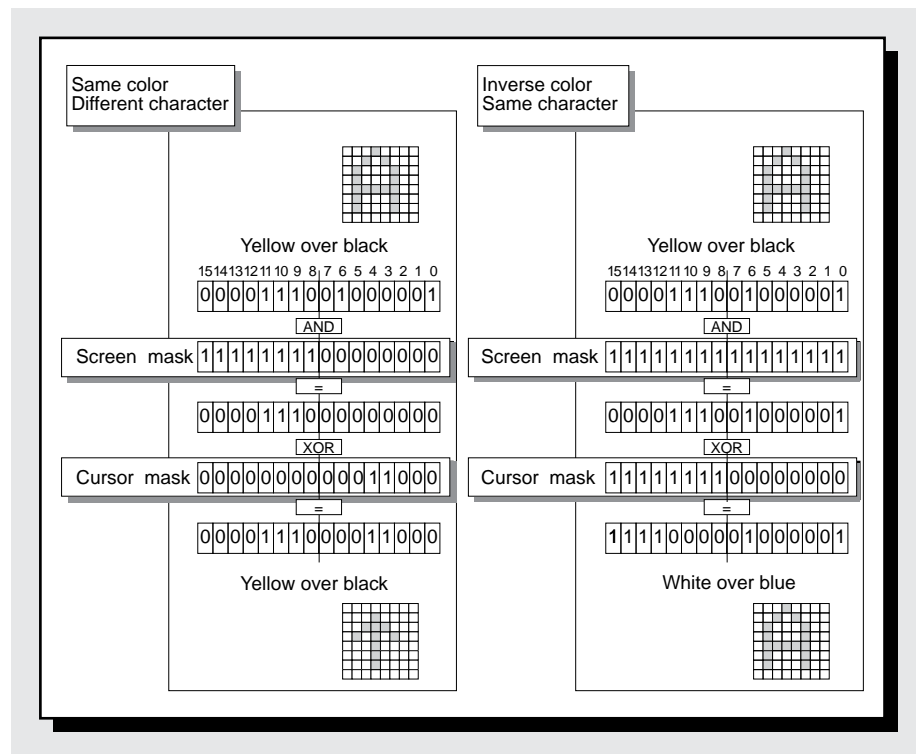 Same color
Different character
Yellow over black
15 14 13 12 11 10 9 8 7 6 5 4 3 2 1 0
0 0 0 0 1 1 1 0 0 1 0 0 0 0 0 1
AND
Screen mask 1 1 1 1 1 1 1 1 0 0 0 0 0 0 0 0
=
0 0 0 0 1 1 1 0 0 0 0 0 0 0 0 0
XOR
Cursor mask 0 0 0 0 0 0 0 0 0 0 0 1 1 0 0 0
=
0 0 0 0 1 1 1 0 0 0 0 1 1 0 0 0
Yellow over black
Inverse color
Same character
Yellow over black
15 14 13 12 11 10 9 8 7 6 5 4 3 2 1 0
0 0 0 0 1 1 1 0 0 1 0 0 0 0 0 1
AND
Screen mask 1 1 1 1 1 1 1 1 1 1 1 1 1 1 1 1
=
0 0 0 0 1 1 1 0 0 1 0 0 0 0 0 1
XOR
Cursor mask 1 1 1 1 1 1 1 1 0 0 0 0 0 0 0 0
=
1 1 1 1 0 0 0 0 0 1 0 0 0 0 0 1
White over blue